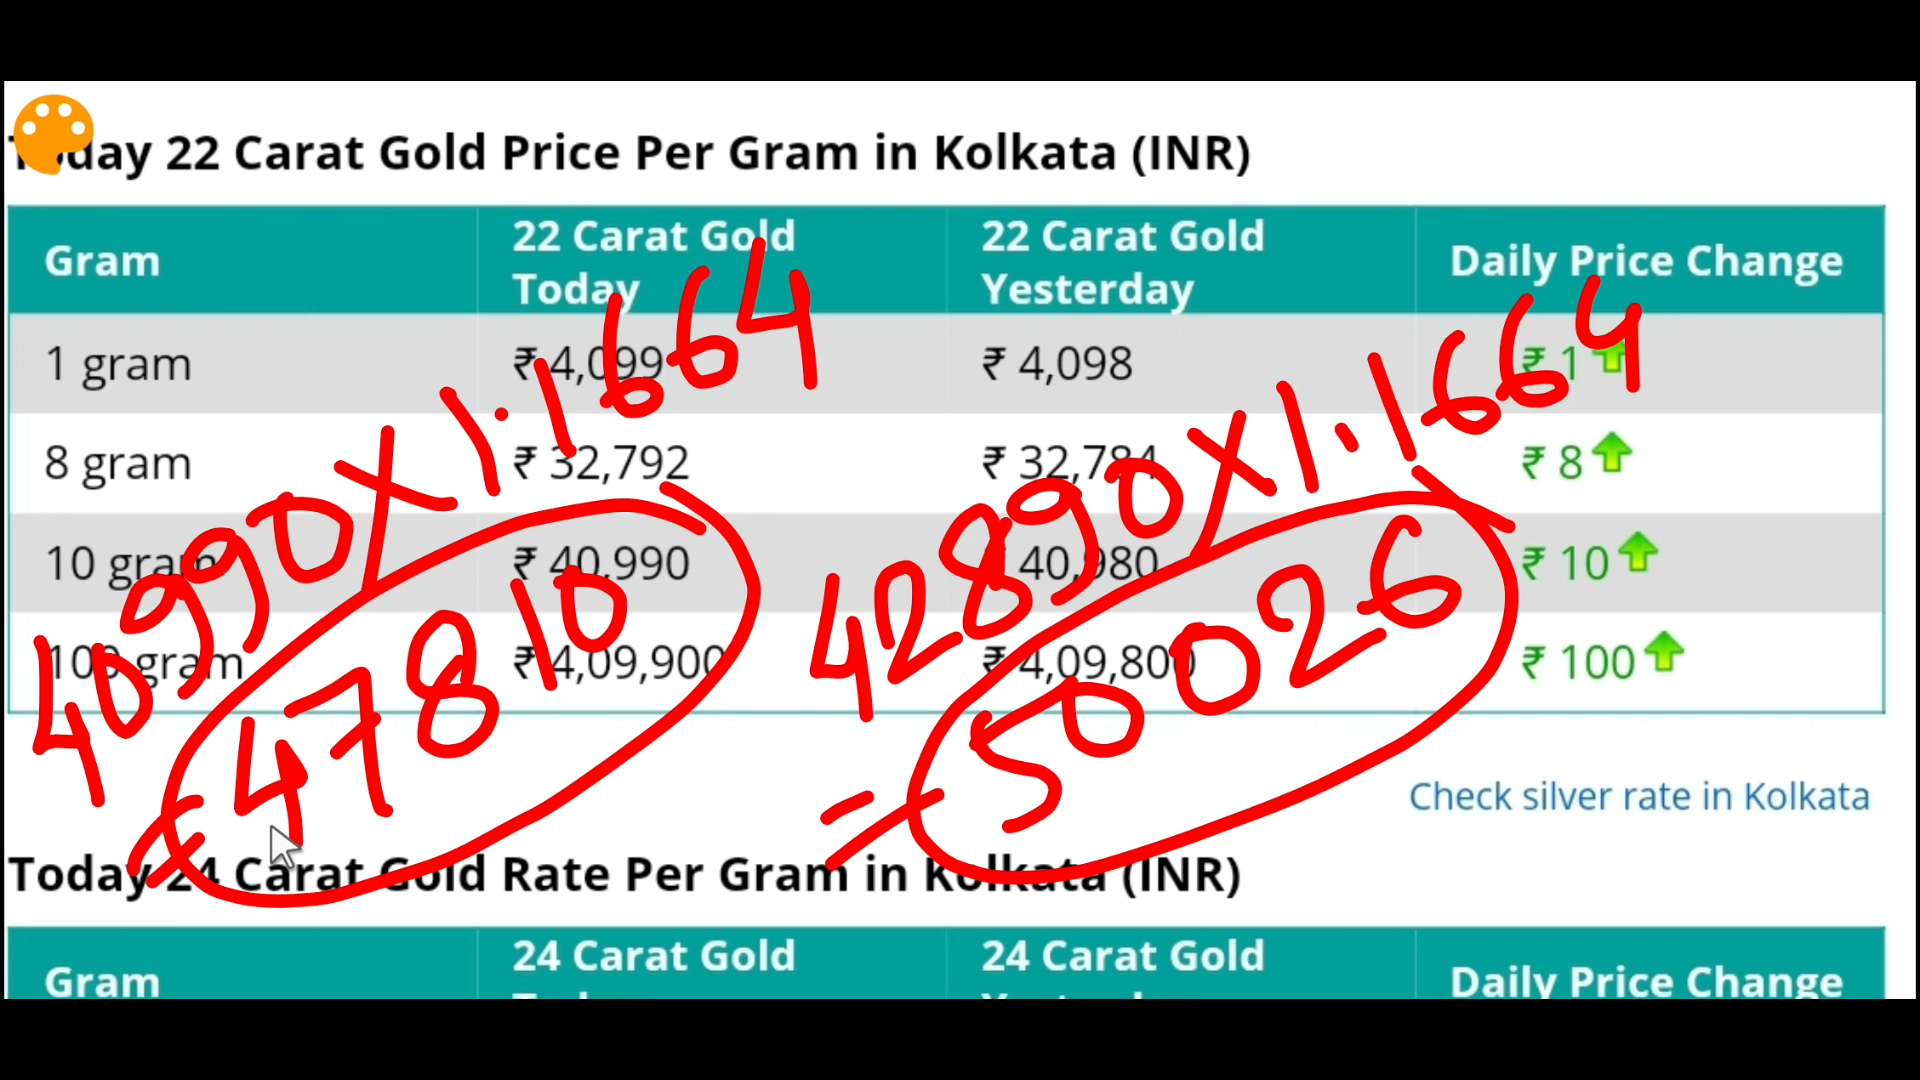 Today 22 Carat Gold Price Per Gram in Kolkata (INR)
Gram 22 Carat Gold Today 22 Carat Gold Yesterday Daily Price Change
1 gram ₹ 4,099 ₹ 4,098 ₹ 1
8 gram ₹ 32,792 ₹ 32,784 ₹ 8
10 gram ₹ 40,990 ₹ 40,980 ₹ 10
100 gram ₹ 4,09,900 ₹ 4,09,800 ₹ 100
40990X1.1664
=47810
42890X1.1664
=50026
Check silver rate in Kolkata
Today 24 Carat Gold Rate Per Gram in Kolkata (INR)
Gram 24 Carat Gold 24 Carat Gold Daily Price Change